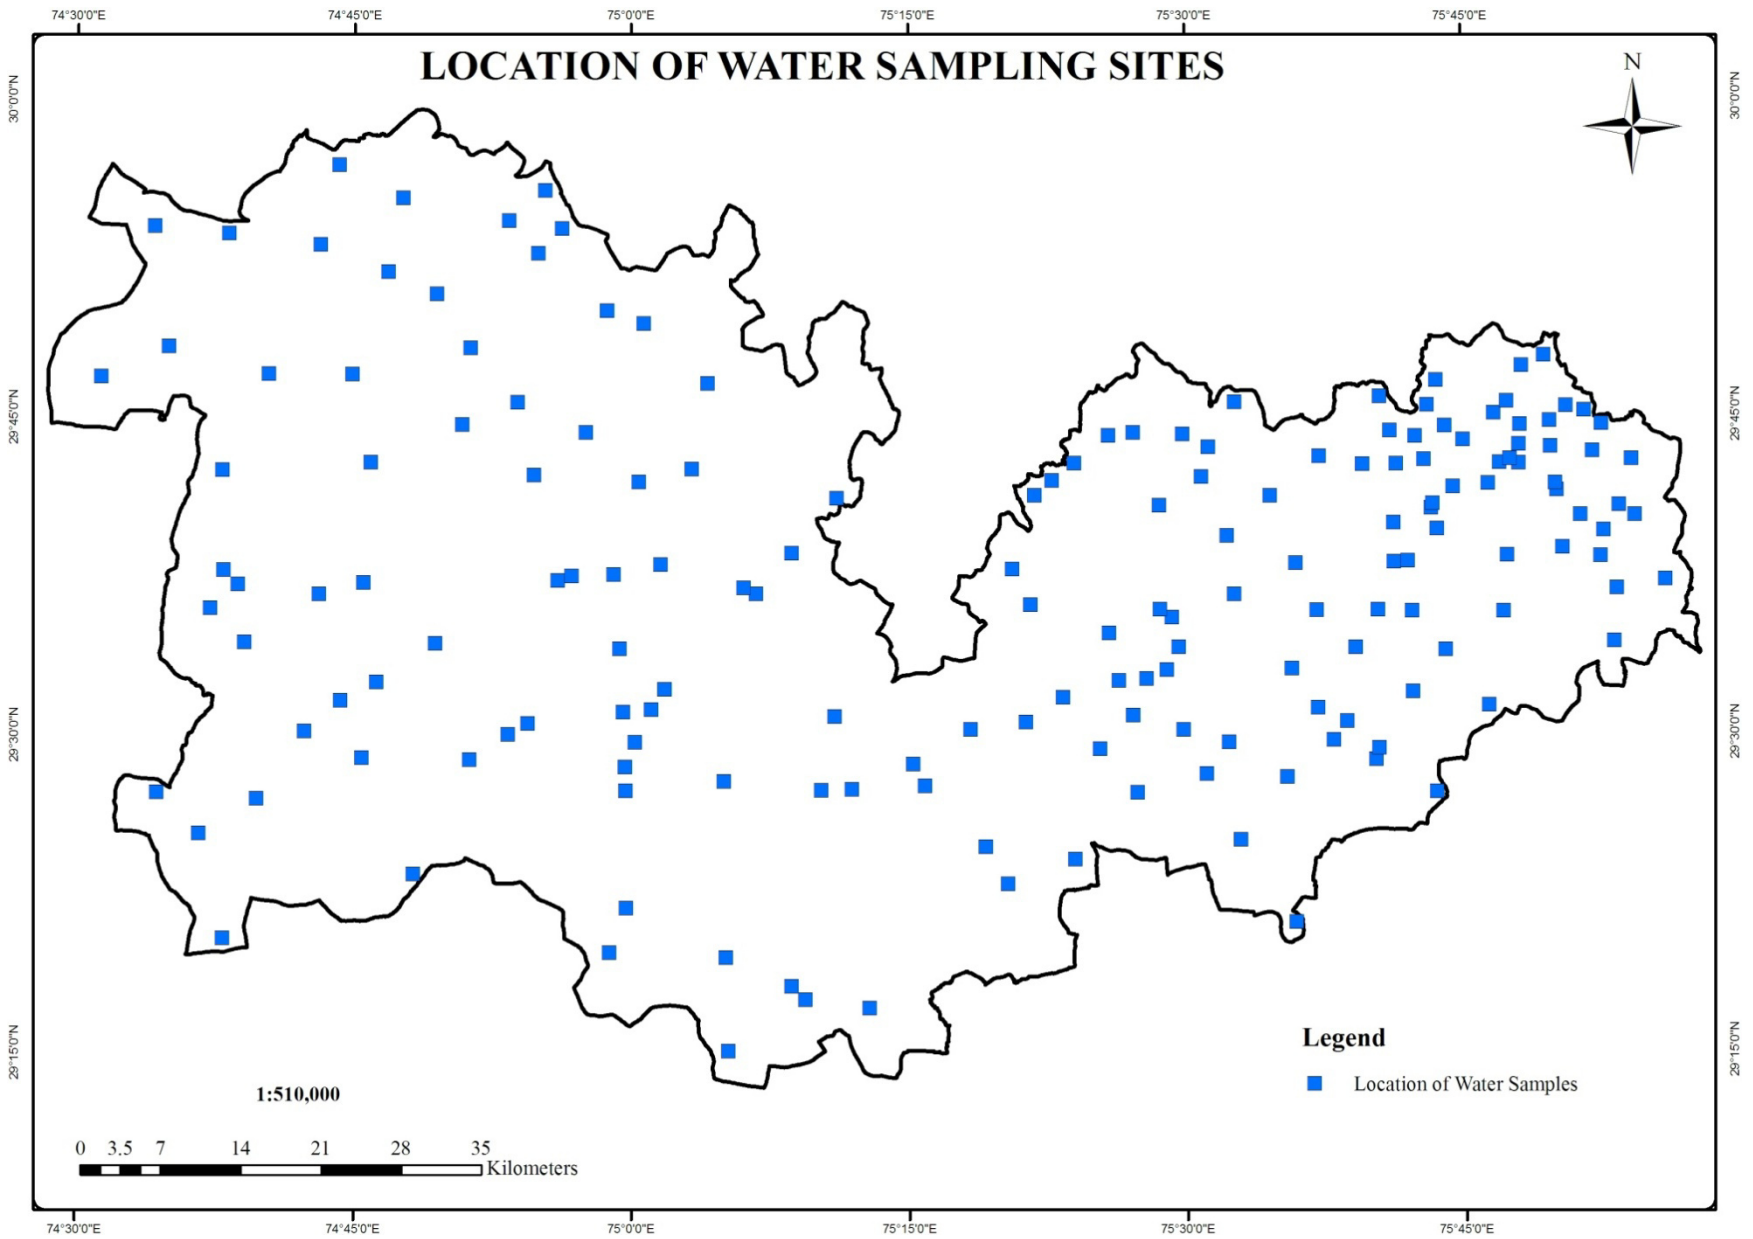 74°30'0"E 74°45'0"E 75°0'0"E 75°15'0"E 75°30'0"E 75°45'0"E
LOCATION OF WATER SAMPLING SITES
N
30°0'0"N 30°0'0"N
29°45'0"N 29°45'0"N
29°30'0"N 29°30'0"N
29°15'0"N 29°15'0"N
Legend
Location of Water Samples
1:510,000
0 3.5 7 14 21 28 35
Kilometers
74°30'0"E 74°45'0"E 75°0'0"E 75°15'0"E 75°30'0"E 75°45'0"E